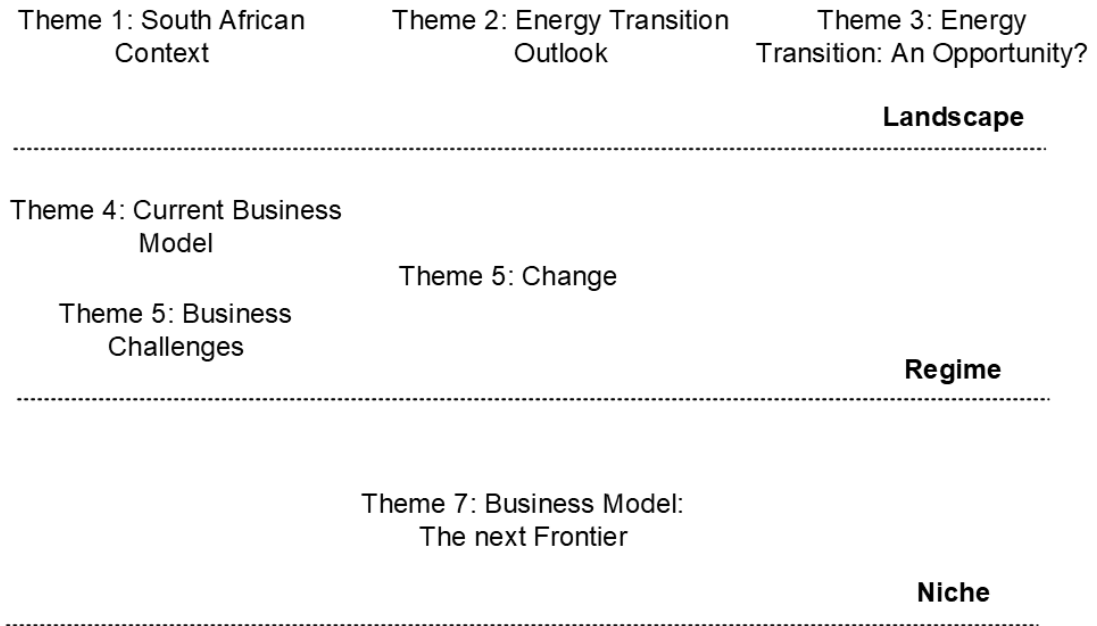 Theme 1: South African
Context
Theme 2: Energy Transition
Outlook
Theme 3: Energy
Transition: An Opportunity?
Landscape
Theme 4: Current Business
Model
Theme 5: Change
Theme 5: Business
Challenges
Regime
Theme 7: Business Model:
The next Frontier
Niche